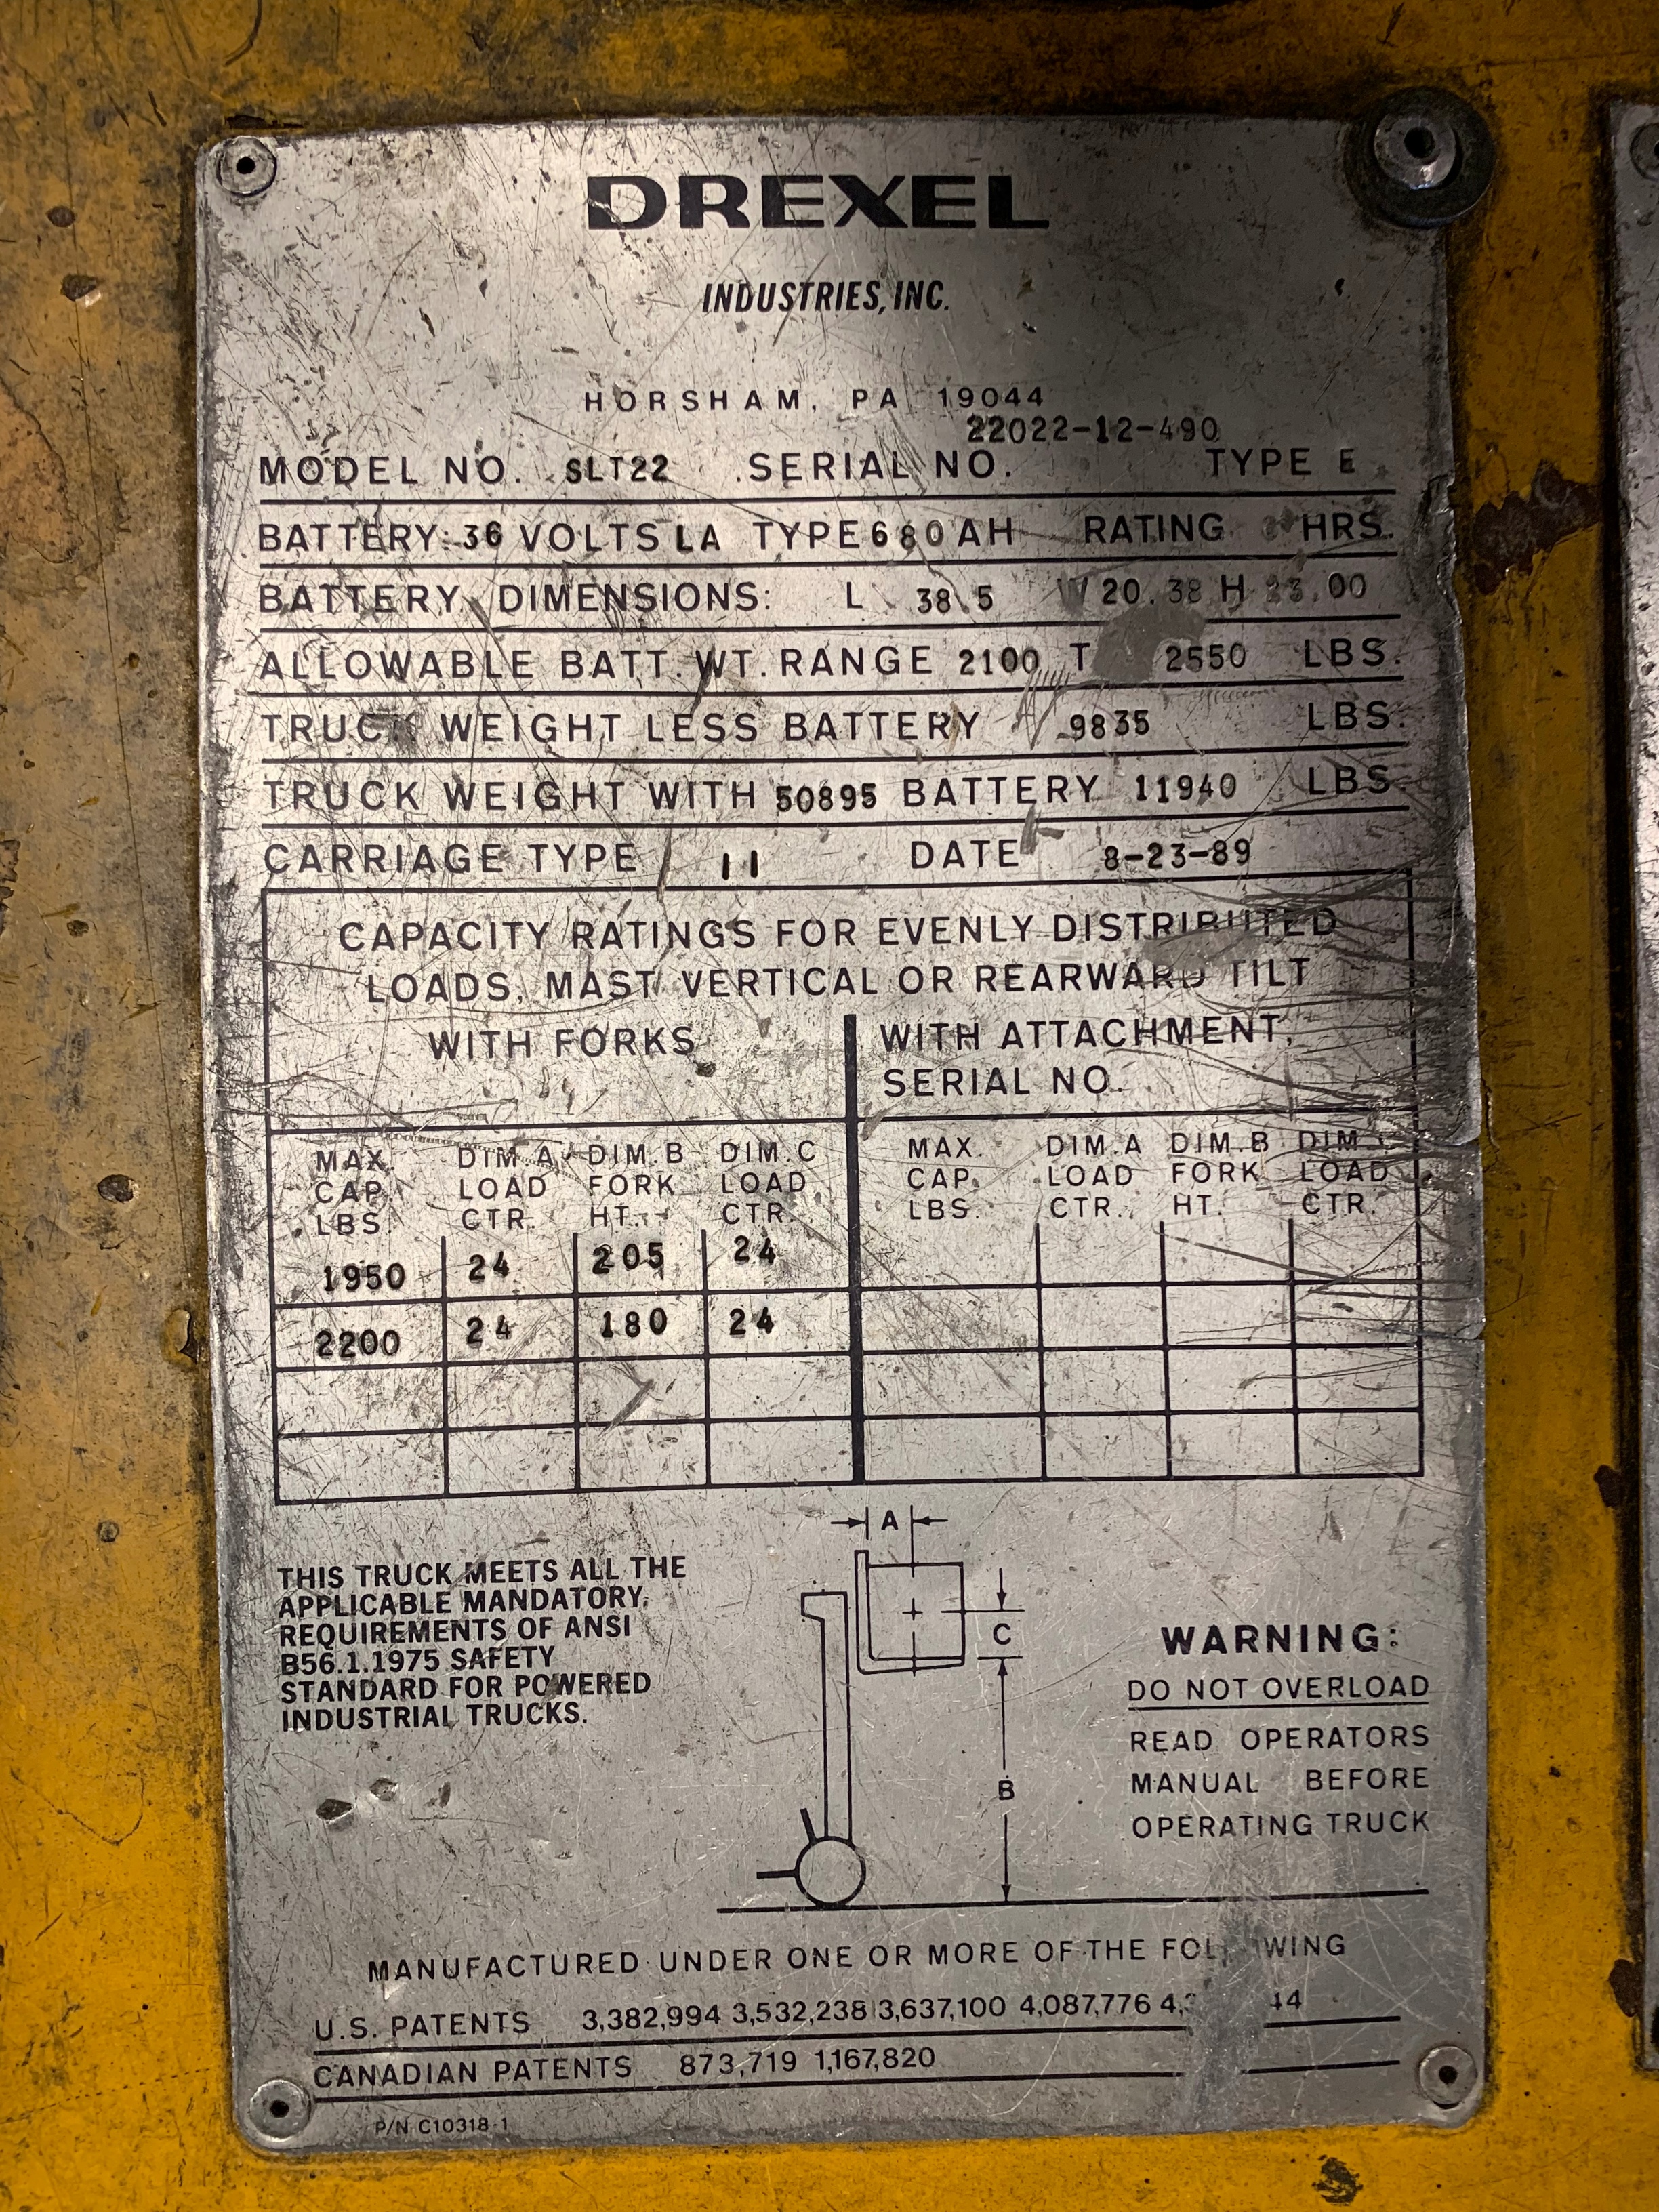 DREXEL
INDUSTRIES, INC.
HORSHAM, PA 19044
22022-12-490
MODEL NO. SLT22 SERIAL NO. TYPE E
BATTERY: 36 VOLTS LA TYPE 680 AH RATING HRS.
BATTERY DIMENSIONS: L 38.5 W 20.38 H 23.00
ALLOWABLE BATT. WT. RANGE 2100 2550 LBS.
TRUCK WEIGHT LESS BATTERY 9835 LBS.
TRUCK WEIGHT WITH 50895 BATTERY 11940 LBS
CARRIAGE TYPE 11 DATE 8-23-89
CAPACITY RATINGS FOR EVENLY DISTRIBUTED
LOADS, MAST VERTICAL OR REARWARD TILT
WITH FORKS
WITH ATTACHMENT,
SERIAL NO.
MAX. DIM.A DIM.B DIM.C
CAP. LOAD FORK LOAD
LBS. CTR. HT. CTR.
1950 24 205 24
2200 24 180 24
MAX. DIM.A DIM.B DIM.
CAP. LOAD FORK LOAD
LBS. CTR. HT. CTR.
THIS TRUCK MEETS ALL THE
APPLICABLE MANDATORY
REQUIREMENTS OF ANSI
B56.1.1975 SAFETY
STANDARD FOR POWERED
INDUSTRIAL TRUCKS.
A
C
B
WARNING:
DO NOT OVERLOAD
READ OPERATORS
MANUAL BEFORE
OPERATING TRUCK
MANUFACTURED UNDER ONE OR MORE OF THE FOLLOWING
U.S. PATENTS 3,382,994 3,532,238 3,637,100 4,087,776
CANADIAN PATENTS 873,719 1,167,820
P/N C10318-1